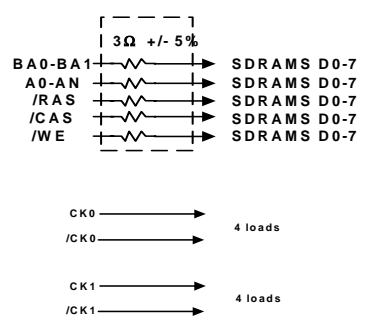 3Ω +/- 5%
BA0-BA1 SDRAMS D0-7
A0-AN SDRAMS D0-7
/RAS SDRAMS D0-7
/CAS SDRAMS D0-7
/WE SDRAMS D0-7
CK0
4 loads
/CK0
CK1
4 loads
/CK1